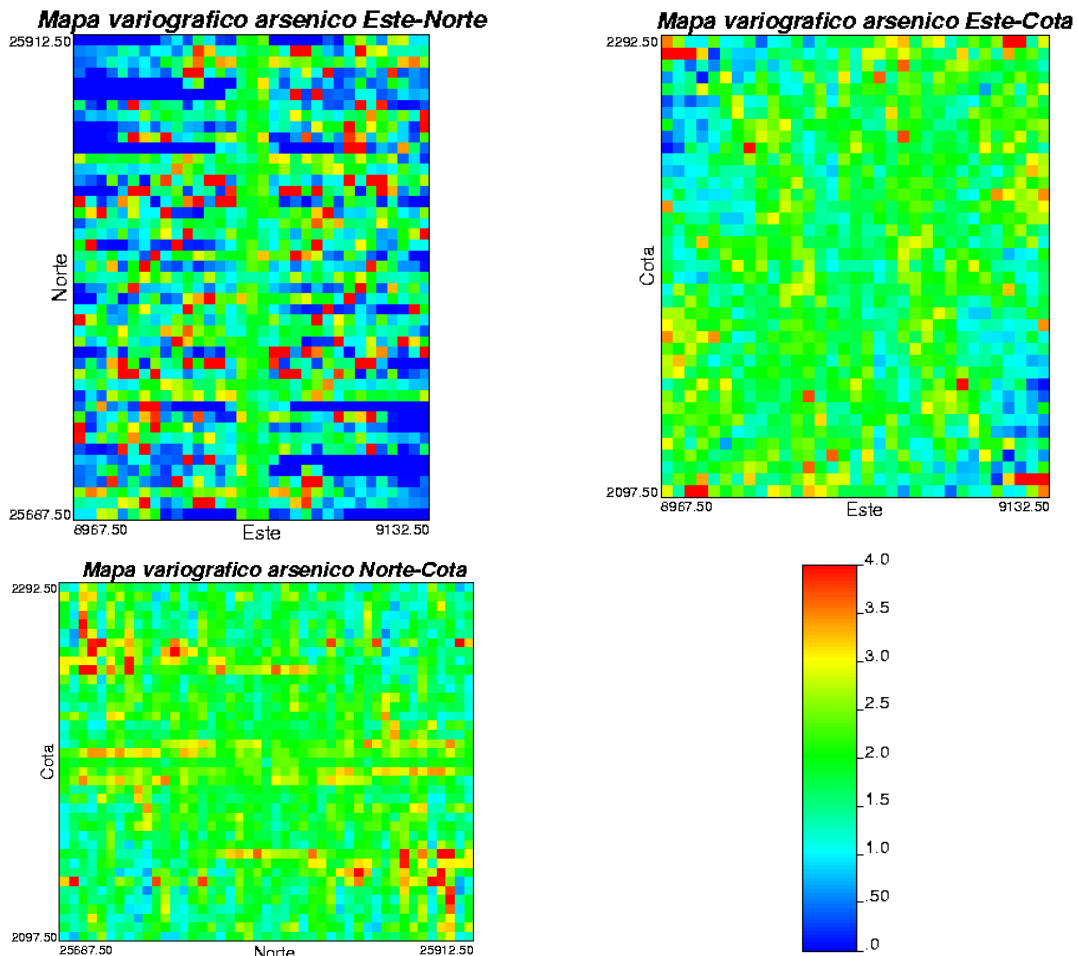 Mapa variografico arsenico Este-Norte
25912.50
Norte
25687.50
8967.50
Este
9132.50
Mapa variografico arsenico Este-Cota
2292.50
Cota
2097.50
8967.50
Este
9132.50
Mapa variografico arsenico Norte-Cota
2292.50
Cota
2097.50
25687.50
Norte
25912.50
4.0
3.5
3.0
2.5
2.0
1.5
1.0
.50
.0